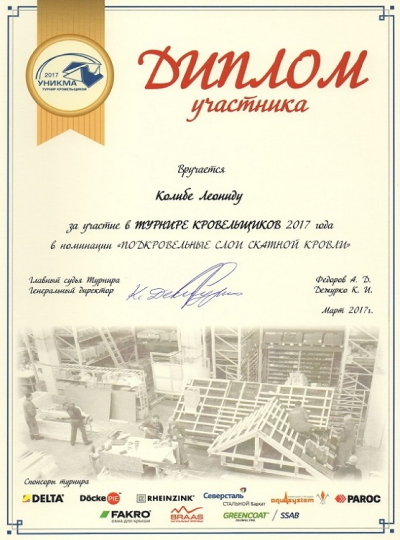 2017
УНИКМА
ТУРНИР КРОВЕЛЬЩИКОВ
ДИПЛОМ
участника
Вручается
Колибе Леониду
за участие в ТУРНИРЕ КРОВЕЛЬЩИКОВ 2017 года
в номинации «ПОДКРОВЕЛЬНЫЕ СЛОИ СКАТНОЙ КРОВЛИ»
Главный судья Турнира Федоров А. Д.
Генеральный директор Дежурко К. И.
Март 2017г.
Спонсоры турнира
DELTA Döcke PIE RHEINZINK Северсталь СТАЛЬНОЙ Бархат aquasystem PAROC
FAKRO BRAAS GREENCOAT / SSAB
окна для крыши